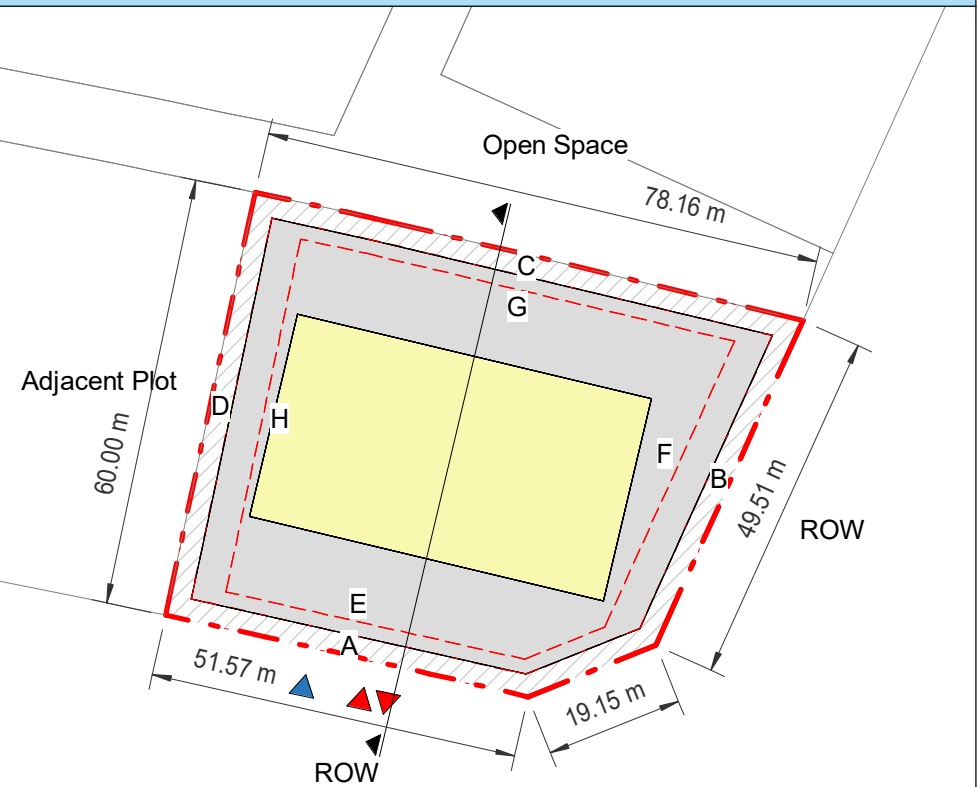 Open Space
78.16 m
C
G
Adjacent Plot
D
H
60.00 m
F
B
49.51 m
ROW
E
A
51.57 m
19.15 m
ROW